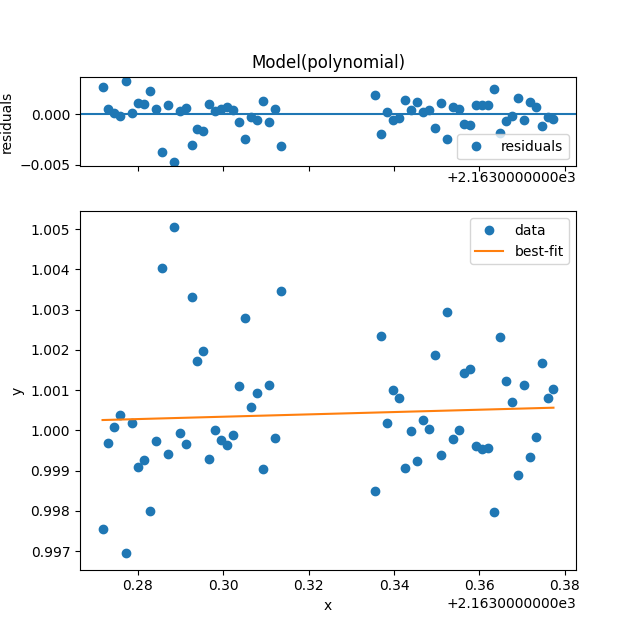 Model(polynomial)
residuals
0.000
−0.005
residuals
+2.1630000000e3
y
1.005
1.004
1.003
1.002
1.001
1.000
0.999
0.998
0.997
data
best-fit
0.28 0.30 0.32 0.34 0.36 0.38
x
+2.1630000000e3